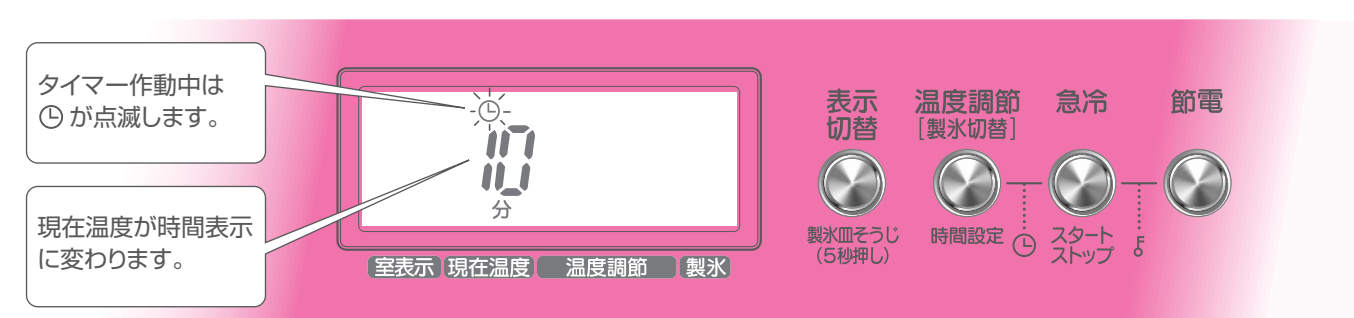 タイマー作動中は
が点滅します。
現在温度が時間表示
に変わります。
10
分
室表示 現在温度 温度調節 製氷
表示
切替
温度調節
[製氷切替]
急冷
節電
製氷皿そうじ
(5秒押し)
時間設定
スタート
ストップ